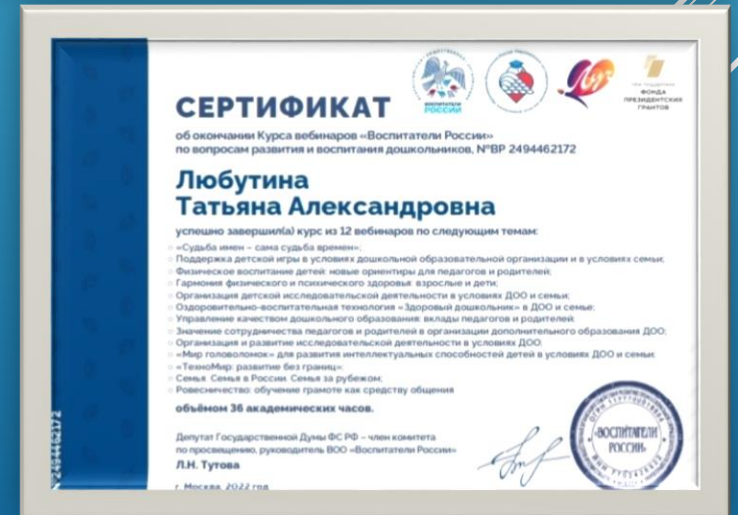 ВОСПИТАТЕЛИ
РОССИИ
ФОНДА
ПРЕЗИДЕНТСКИХ
ГРАНТОВ
СЕРТИФИКАТ
об окончании Курса вебинаров «Воспитатели России»
по вопросам развития и воспитания дошкольников, №ВР 2494462172
Любутина
Татьяна Александровна
успешно завершил(а) курс из 12 вебинаров по следующим темам:
«Судьба имен – сама судьба времен»;
Поддержка детской игры в условиях дошкольной образовательной организации и в условиях семьи;
Физическое воспитание детей: новые ориентиры для педагогов и родителей;
Гармония физического и психического здоровья: взрослые и дети;
Организация детской исследовательской деятельности в условиях ДОО и семьи;
Оздоровительно-воспитательная технология «Здоровый дошкольник» в ДОО и семье;
Управление качеством дошкольного образования: вклады педагогов и родителей;
Значение сотрудничества педагогов и родителей в организации дополнительного образования ДОО;
Организация и развитие исследовательской деятельности в условиях ДОО;
«Мир головоломок» для развития интеллектуальных способностей детей в условиях ДОО и семьи;
«ТехноМир: развитие без границ»;
Семья. Семья в России. Семья за рубежом;
Ровесничество: обучение грамоте как средству общения
объёмом 36 академических часов.
Депутат Государственной Думы ФС РФ – член комитета
по просвещению, руководитель ВОО «Воспитатели России»
Л.Н. Тутова
г. Москва, 2022 год
№2494462172
«ВОСПИТАТЕЛИ
РОССИИ»